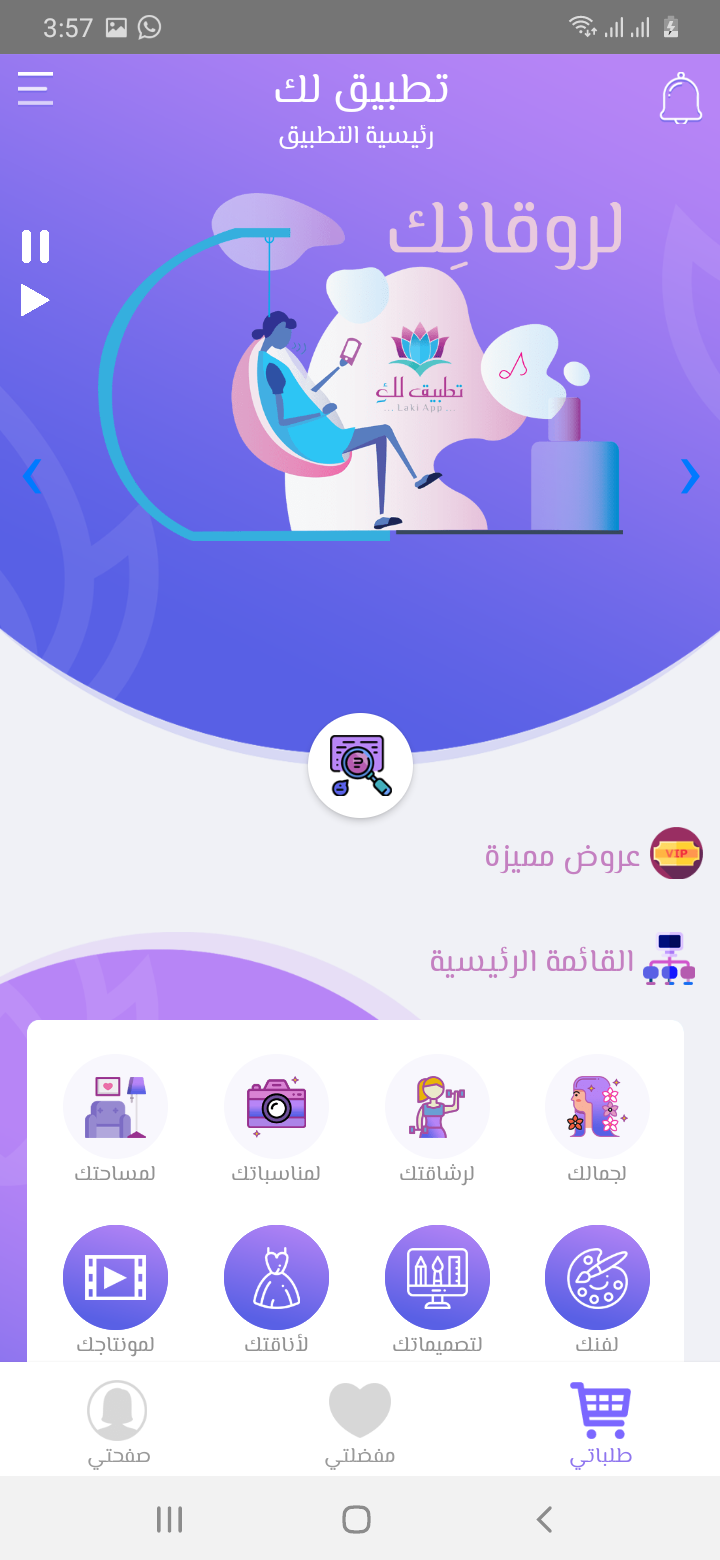 3:57
تطبيق لك
رئيسية التطبيق
لروقانِك
تطبيق لكِ
... Laki App ...
عروض مميزة
VIP
القائمة الرئيسية
لجمالك
لرشاقتك
لمناسباتك
لمساحتك
لفنك
لتصميماتك
لأناقتك
لمونتاجك
طلباتي
مفضلتي
صفحتي